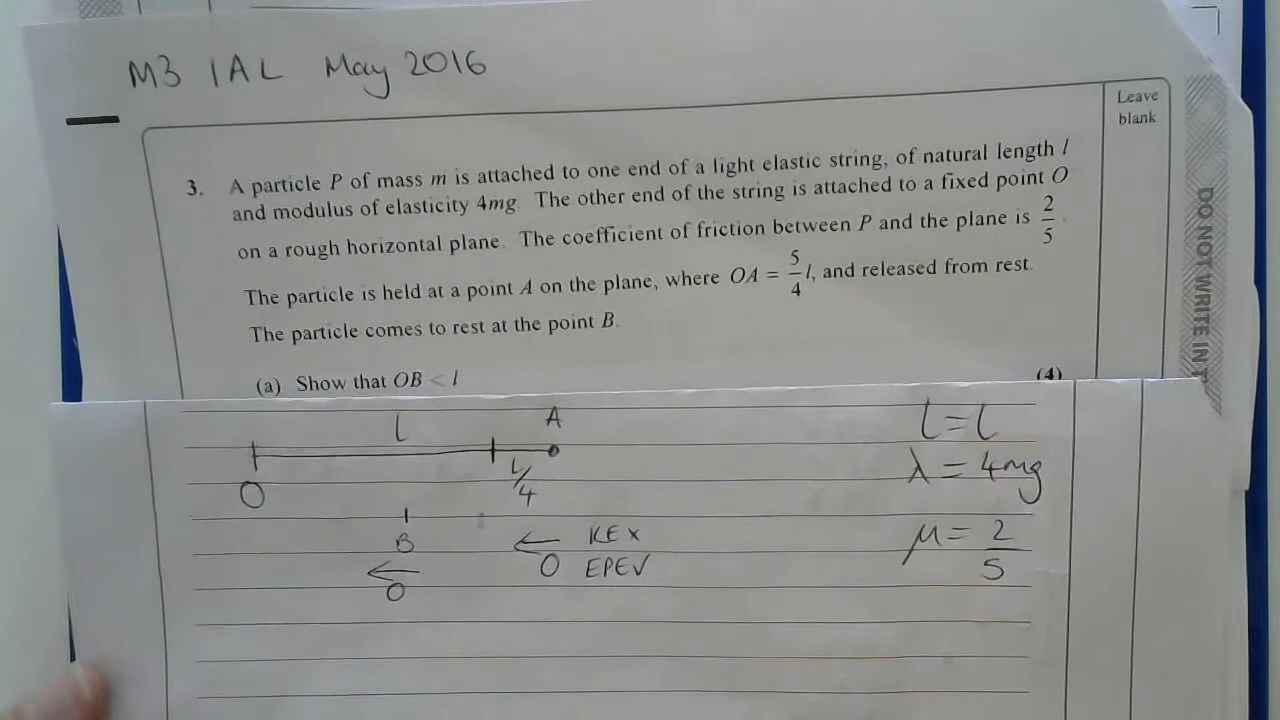 M3 IAL May 2016
Leave
blank
3. A particle P of mass m is attached to one end of a light elastic string, of natural length l
and modulus of elasticity 4mg. The other end of the string is attached to a fixed point O
on a rough horizontal plane. The coefficient of friction between P and the plane is 2/5.
The particle is held at a point A on the plane, where OA = 5/4 l, and released from rest.
The particle comes to rest at the point B.
(a) Show that OB < l
(4)
DO NOT WRITE IN T
l A l=l
O l/4 λ = 4mg
B ← KE x μ = 2/5
← O EPE✓
O